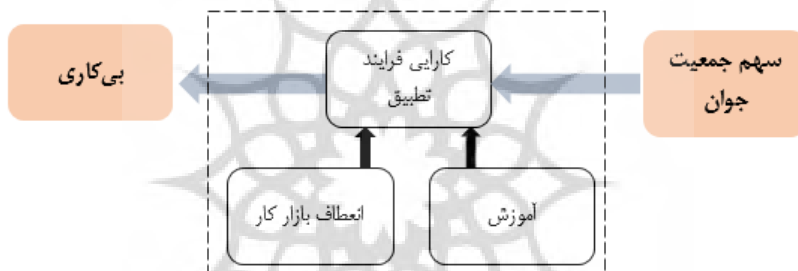 سهم جمعیت
جوان
کارایی فرایند
تطبیق
بی‌کاری
آموزش
انعطاف بازار کار